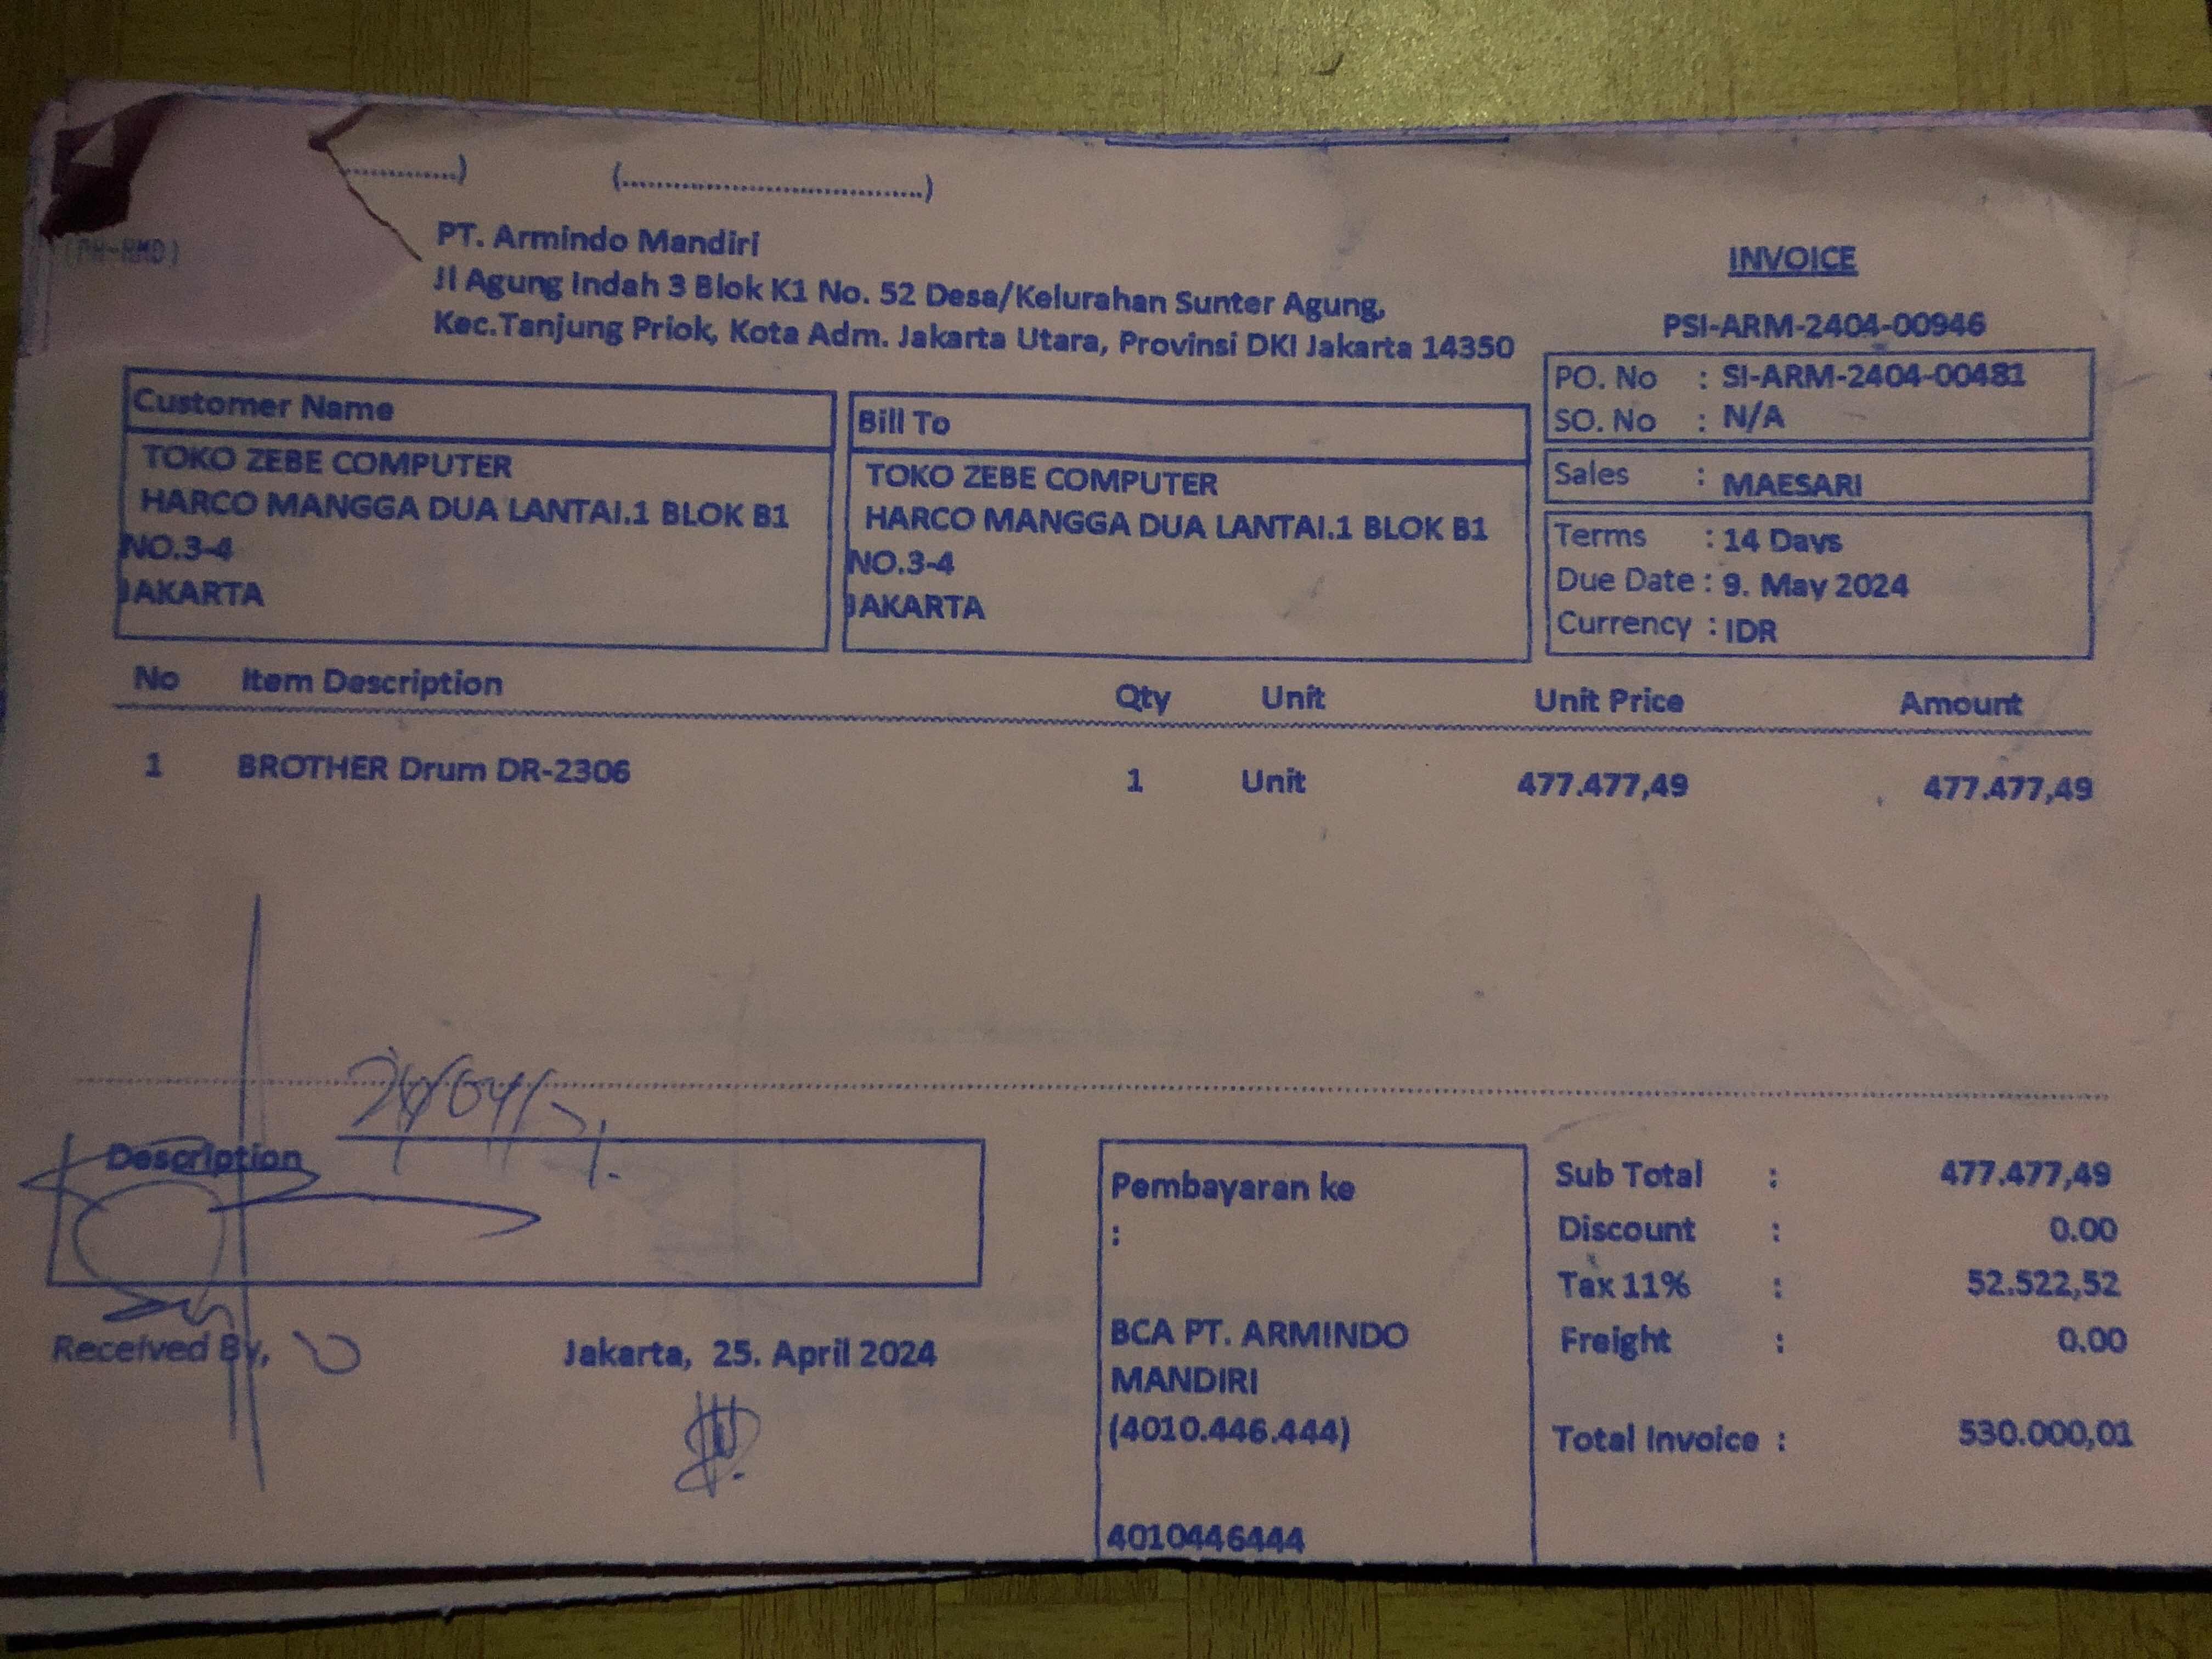 ..............)
(................................)
(PH-HMD)
PT. Armindo Mandiri
Jl Agung Indah 3 Blok K1 No. 52 Desa/Kelurahan Sunter Agung,
Kec.Tanjung Priok, Kota Adm. Jakarta Utara, Provinsi DKI Jakarta 14350
INVOICE
PSI-ARM-2404-00946
PO. No : SI-ARM-2404-00481
SO. No : N/A
Sales : MAESARI
Terms : 14 Days
Due Date : 9. May 2024
Currency : IDR
Customer Name
TOKO ZEBE COMPUTER
HARCO MANGGA DUA LANTAI.1 BLOK B1
NO.3-4
JAKARTA
Bill To
TOKO ZEBE COMPUTER
HARCO MANGGA DUA LANTAI.1 BLOK B1
NO.3-4
JAKARTA
No Item Description Qty Unit Unit Price Amount
1 BROTHER Drum DR-2306 1 Unit 477.477,49 477.477,49
Description
Received By,
Jakarta, 25. April 2024
Pembayaran ke
:
BCA PT. ARMINDO
MANDIRI
(4010.446.444)
4010446444
Sub Total : 477.477,49
Discount : 0.00
Tax 11% : 52.522,52
Freight : 0.00
Total Invoice : 530.000,01